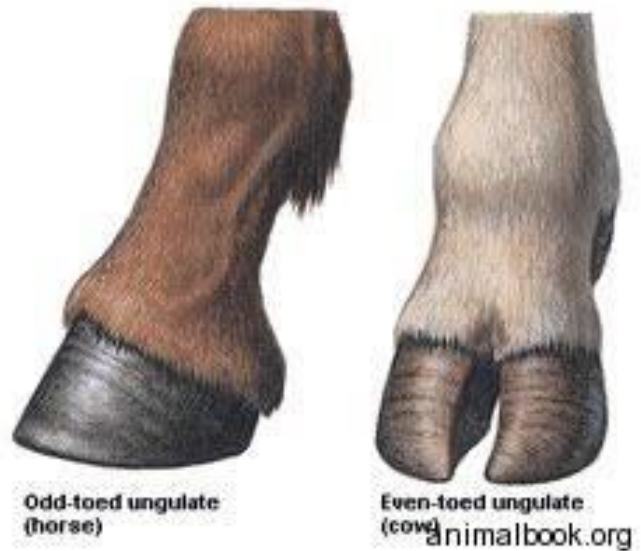 Odd-toed ungulate
(horse)
Even-toed ungulate
(cow)
animalbook.org